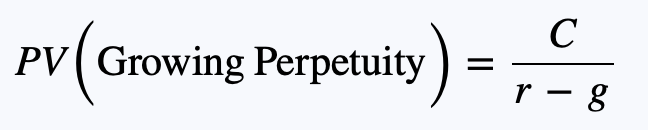 PV(Growing Perpetuity) = C / r − g